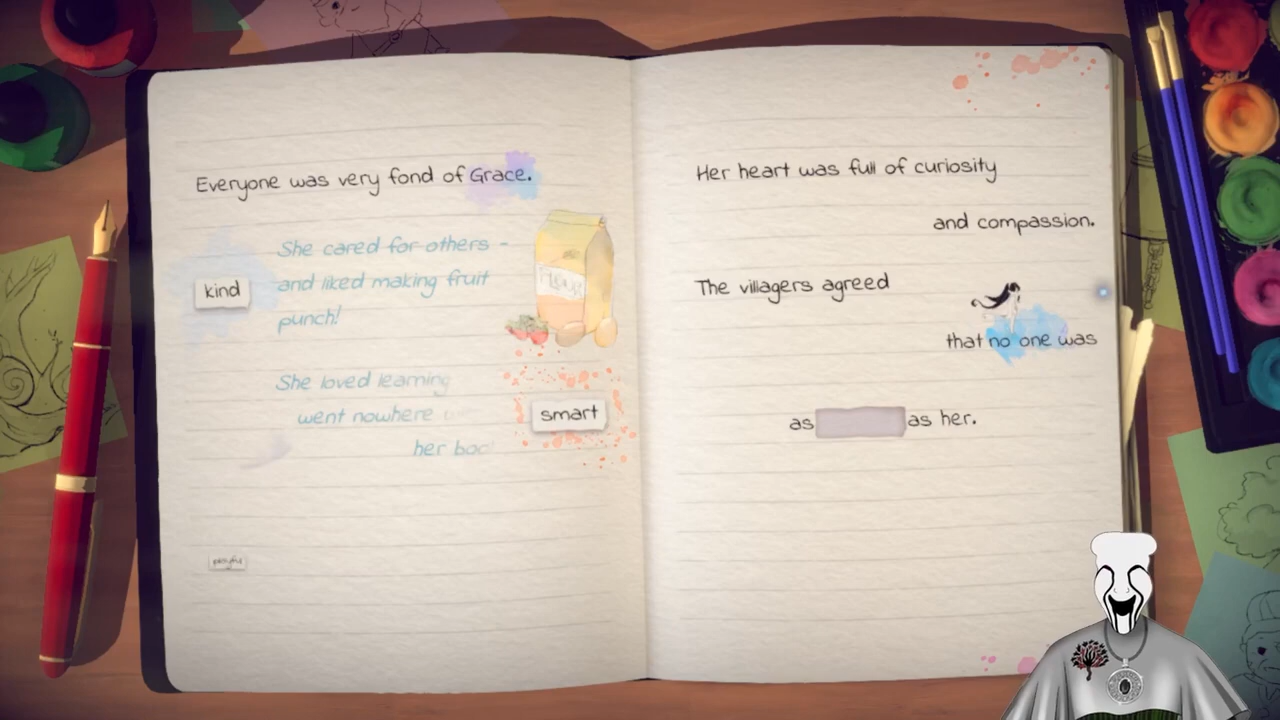 Everyone was very fond of Grace.
She cared for others -
kind
and liked making fruit
punch!
Flour
She loved learning
went nowhere
smart
her boo
playful
Her heart was full of curiosity
and compassion.
The villagers agreed
that no one was
as as her.